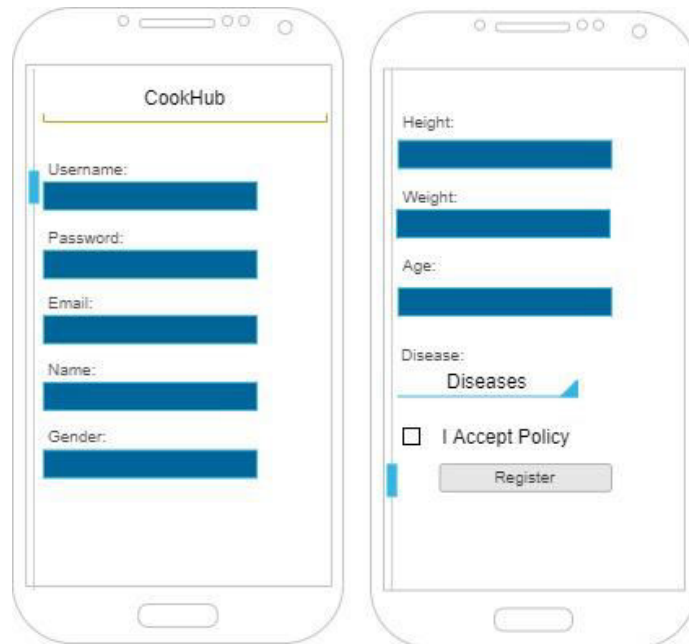 CookHub
Username:
Password:
Email:
Name:
Gender:
Height:
Weight:
Age:
Disease:
Diseases
I Accept Policy
Register